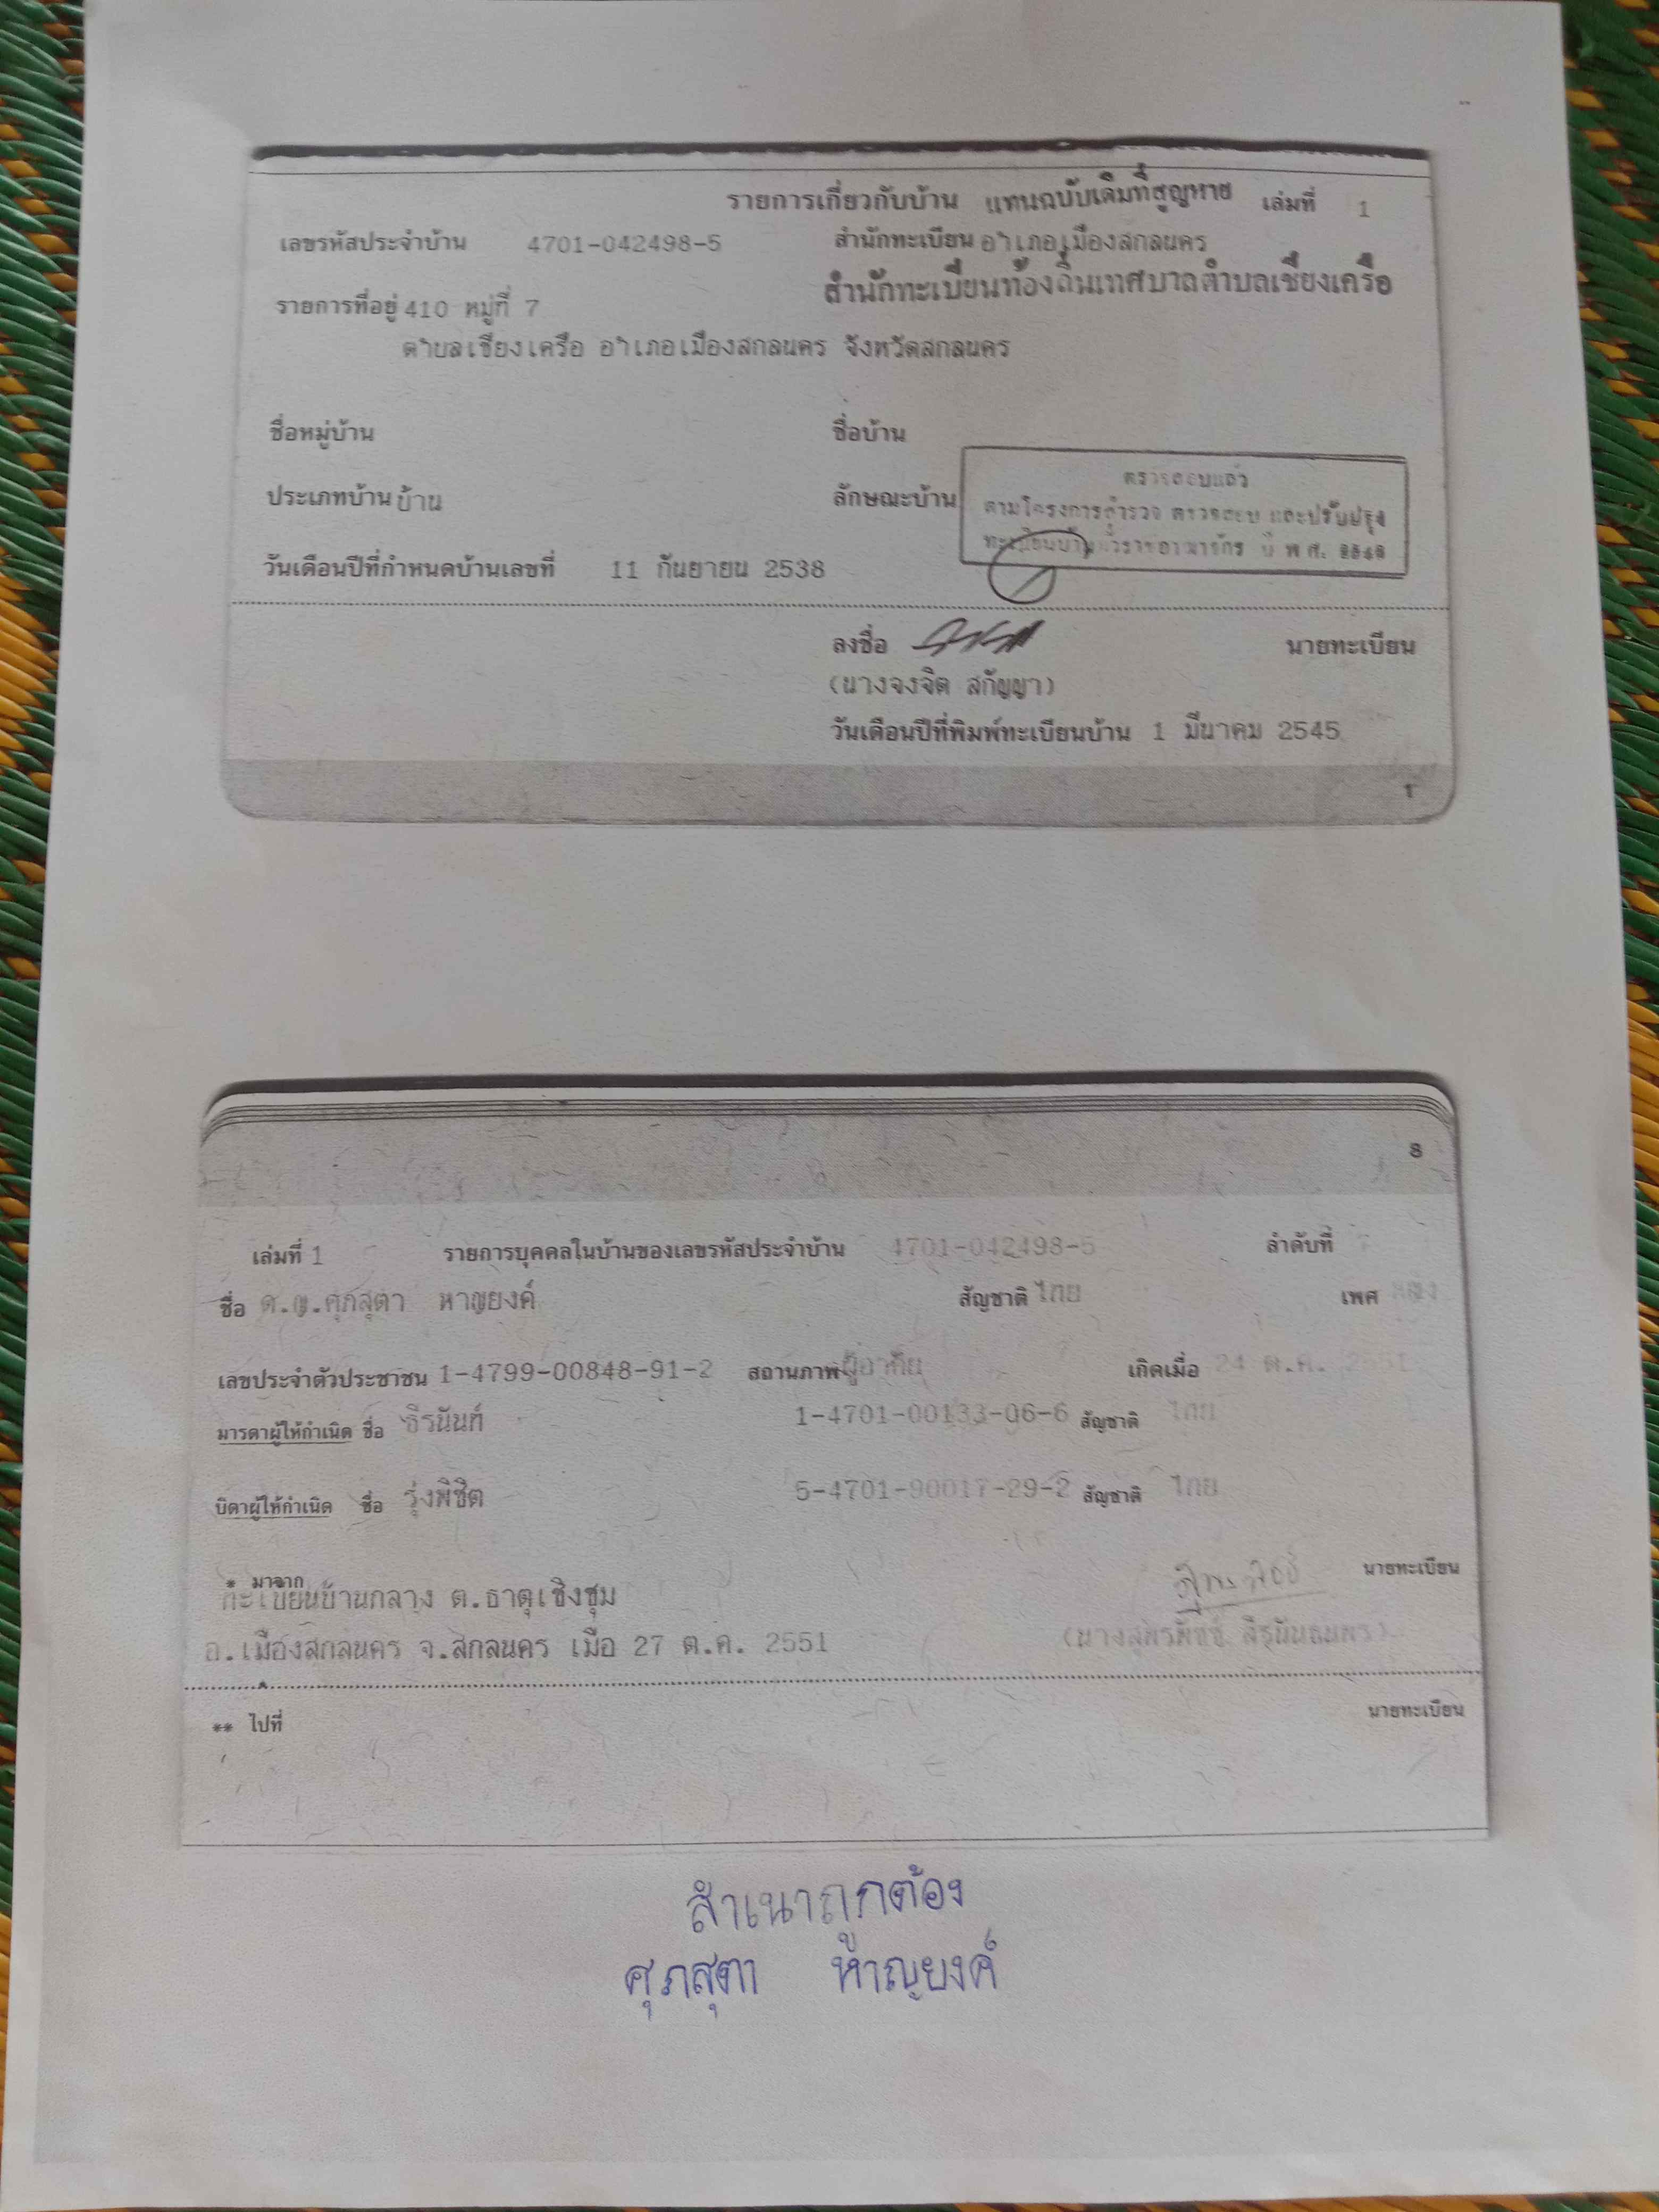 รายการเกี่ยวกับบ้าน แทนฉบับเดิมที่สูญหาย เล่มที่ 1
เลขรหัสประจำบ้าน 4701-042498-5 สำนักทะเบียน อำเภอเมืองสกลนคร
สำนักทะเบียนท้องถิ่นเทศบาลตำบลเชียงเครือ
รายการที่อยู่ 410 หมู่ที่ 7
ตำบลเชียงเครือ อำเภอเมืองสกลนคร จังหวัดสกลนคร
ชื่อหมู่บ้าน ชื่อบ้าน
ประเภทบ้าน บ้าน ลักษณะบ้าน
ตรวจสอบแล้ว
ตามโครงการสำรวจ ตรวจสอบ และปรับปรุง
ทะเบียนบ้านทั่วราชอาณาจักร ปี พ.ศ.
วันเดือนปีที่กำหนดบ้านเลขที่ 11 กันยายน 2538
ลงชื่อ นายทะเบียน
(นางจงจิต สกัญญา)
วันเดือนปีที่พิมพ์ทะเบียนบ้าน 1 มีนาคม 2545
1
8
เล่มที่ 1 รายการบุคคลในบ้านของเลขรหัสประจำบ้าน 4701-042498-5 ลำดับที่ 7
ชื่อ ด.ญ.ศุภสุตา หาญยงค์ สัญชาติ ไทย เพศ หญิง
เลขประจำตัวประชาชน 1-4799-00848-91-2 สถานภาพ ผู้อาศัย เกิดเมื่อ 24 ต.ค. 2551
มารดาผู้ให้กำเนิด ชื่อ ธีรนันท์ 1-4701-00133-06-6 สัญชาติ ไทย
บิดาผู้ให้กำเนิด ชื่อ รุ่งพิชิต 5-4701-90017-29-2 สัญชาติ ไทย
* มาจาก นายทะเบียน
ทะเบียนบ้านกลาง ต.ธาตุเชิงชุม
อ.เมืองสกลนคร จ.สกลนคร เมื่อ 27 ต.ค. 2551
** ไปที่ นายทะเบียน
สำเนาถูกต้อง
ศุภสุตา หาญยงค์